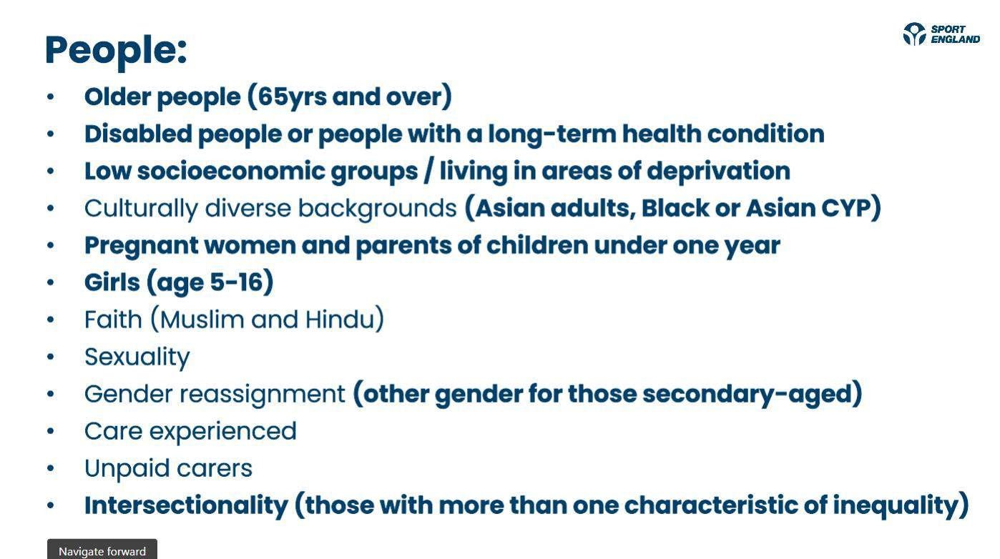 SPORT
ENGLAND
People:
• Older people (65yrs and over)
• Disabled people or people with a long-term health condition
• Low socioeconomic groups / living in areas of deprivation
• Culturally diverse backgrounds (Asian adults, Black or Asian CYP)
• Pregnant women and parents of children under one year
• Girls (age 5-16)
• Faith (Muslim and Hindu)
• Sexuality
• Gender reassignment (other gender for those secondary-aged)
• Care experienced
• Unpaid carers
• Intersectionality (those with more than one characteristic of inequality)
Navigate forward